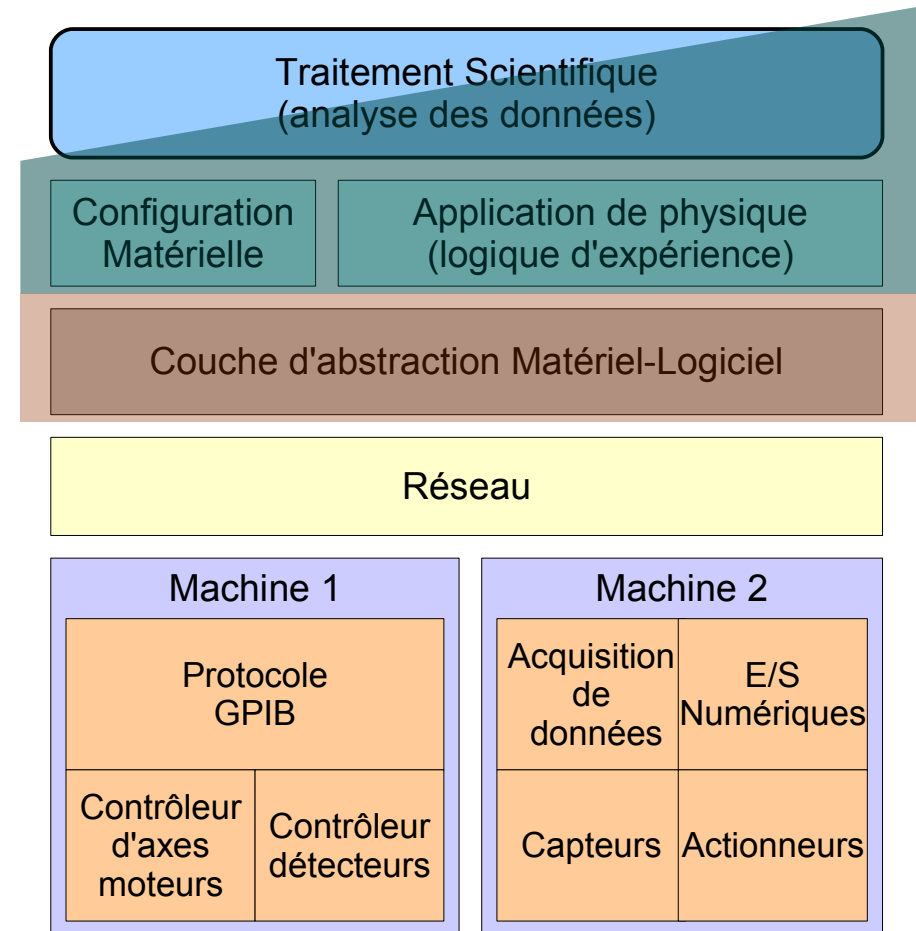 Traitement Scientifique
(analyse des données)
Configuration
Matérielle
Application de physique
(logique d'expérience)
Couche d'abstraction Matériel-Logiciel
Réseau
Machine 1
Protocole
GPIB
Contrôleur
d'axes
moteurs
Contrôleur
détecteurs
Machine 2
Acquisition
de
données
E/S
Numériques
Capteurs
Actionneurs